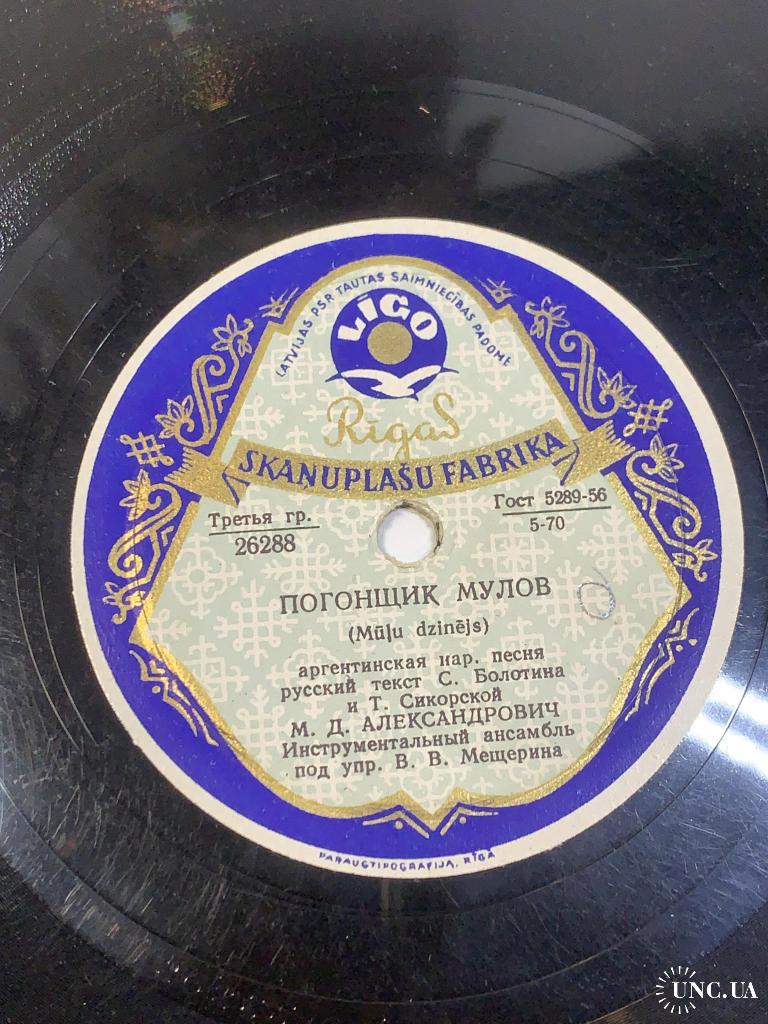 LATVIJAS PSR TAUTAS SAIMNIECĪBAS PADOME
LĪGO
Rīgas
SKAŅUPLAŠU FABRIKA
Третья гр.
26288
Гост 5289-56
5-70
ПОГОНЩИК МУЛОВ
(Mūļu dzinējs)
аргентинская нар. песня
русский текст С. Болотина
и Т. Сикорской
М. Д. АЛЕКСАНДРОВИЧ
Инструментальный ансамбль
под упр. В. В. Мещерина
PARAUGTIPOGRAFIJA, RĪGĀ
UNC.UA